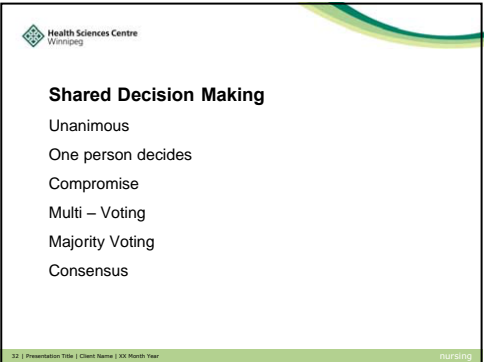 Health Sciences Centre
Winnipeg
Shared Decision Making
Unanimous
One person decides
Compromise
Multi – Voting
Majority Voting
Consensus
32 | Presentation Title | Client Name | XX Month Year
nursing